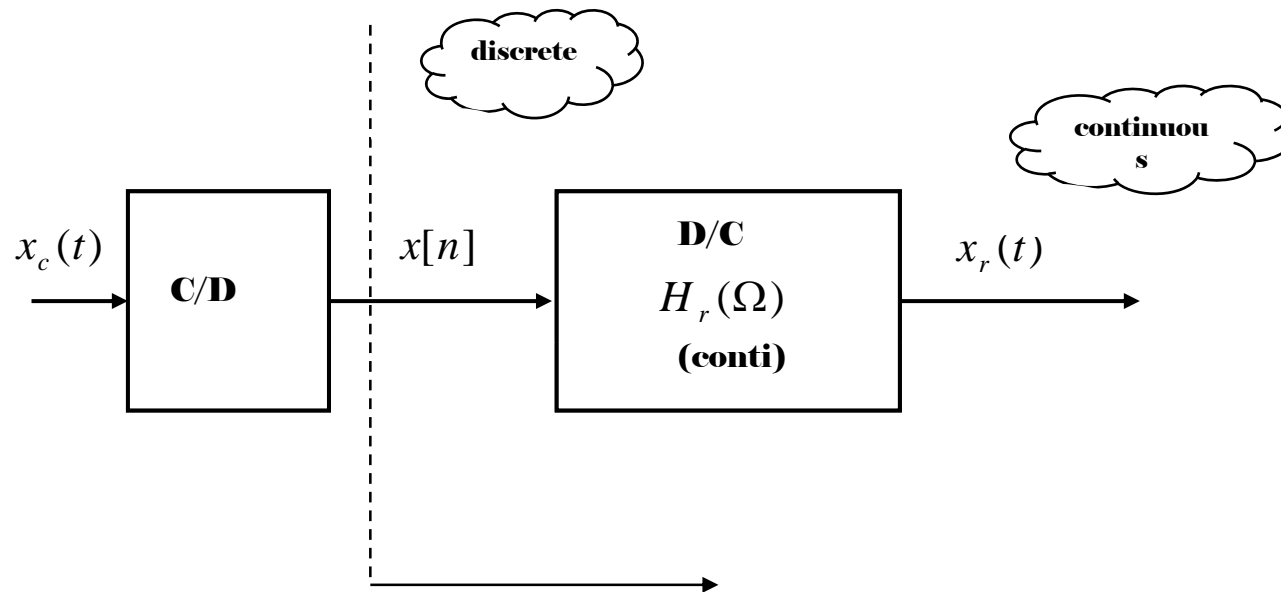 discrete
continuou
s
x_c(t)
C/D
x[n]
D/C
H_r(Ω)
(conti)
x_r(t)